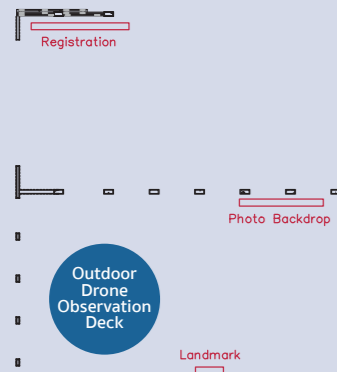 Registration
Photo Backdrop
Outdoor
Drone
Observation
Deck
Landmark